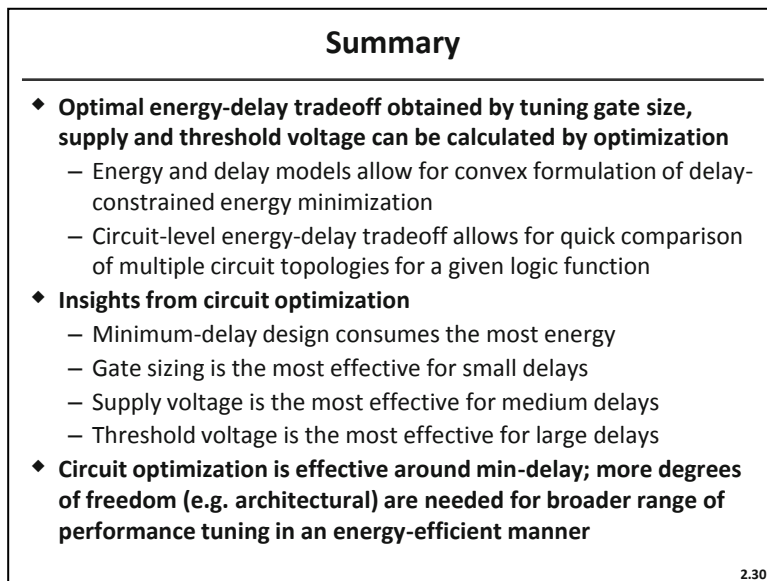 Summary
◆ Optimal energy-delay tradeoff obtained by tuning gate size,
supply and threshold voltage can be calculated by optimization
– Energy and delay models allow for convex formulation of delay-
constrained energy minimization
– Circuit-level energy-delay tradeoff allows for quick comparison
of multiple circuit topologies for a given logic function
◆ Insights from circuit optimization
– Minimum-delay design consumes the most energy
– Gate sizing is the most effective for small delays
– Supply voltage is the most effective for medium delays
– Threshold voltage is the most effective for large delays
◆ Circuit optimization is effective around min-delay; more degrees
of freedom (e.g. architectural) are needed for broader range of
performance tuning in an energy-efficient manner
2.30